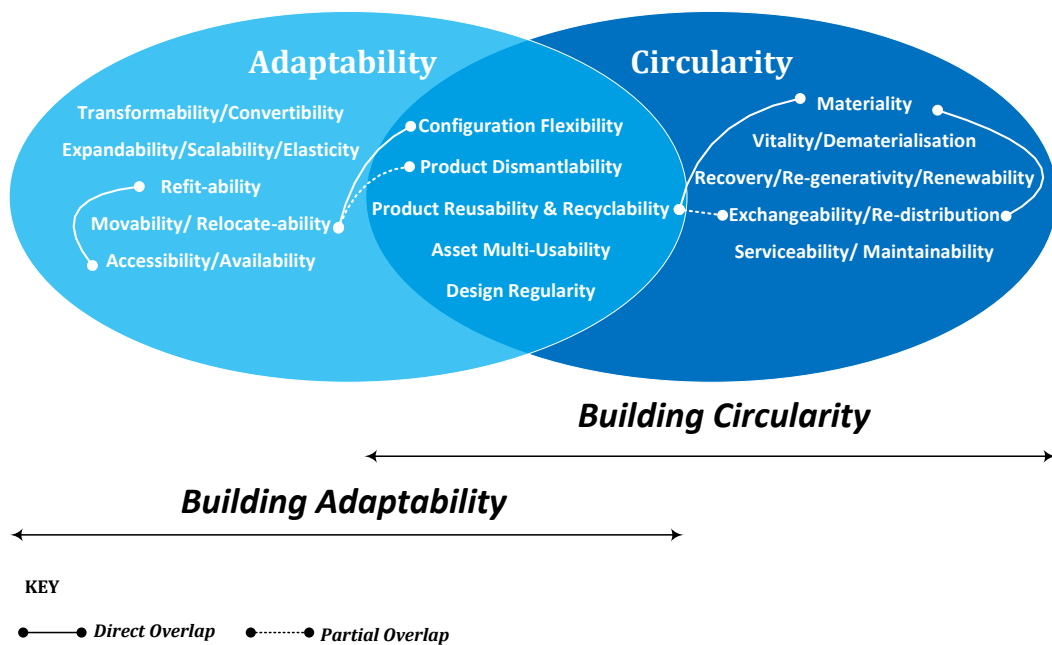 Adaptability
Circularity
Transformability/Convertibility
Expandability/Scalability/Elasticity
Refit-ability
Movability/ Relocate-ability
Accessibility/Availability
Configuration Flexibility
Product Dismantlability
Product Reusability & Recyclability
Asset Multi-Usability
Design Regularity
Materiality
Vitality/Dematerialisation
Recovery/Re-generativity/Renewability
Exchangeability/Re-distribution
Serviceability/ Maintainability
Building Circularity
Building Adaptability
KEY
Direct Overlap
Partial Overlap